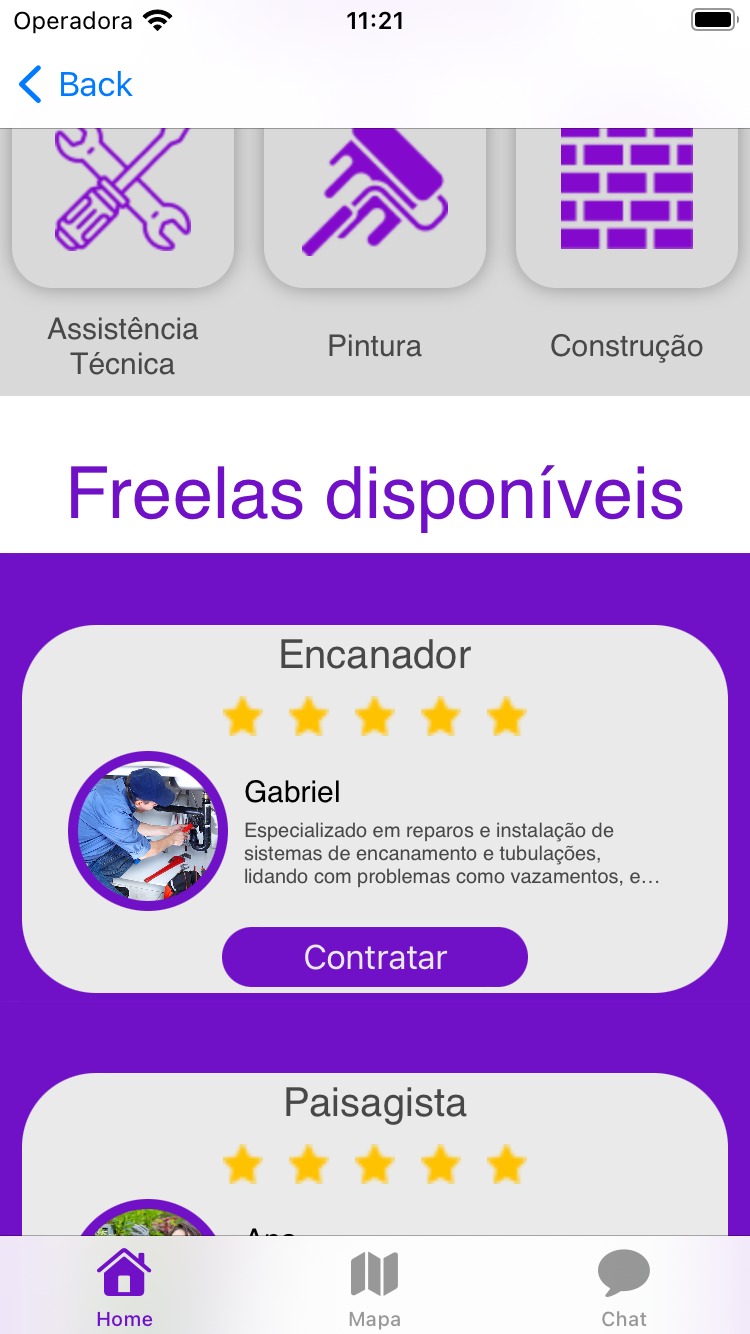 Operadora 11:21
Back
Assistência
Técnica
Pintura
Construção
Freelas disponíveis
Encanador
Gabriel
Especializado em reparos e instalação de
sistemas de encanamento e tubulações,
lidando com problemas como vazamentos, e…
Contratar
Paisagista
Ana
Home
Mapa
Chat